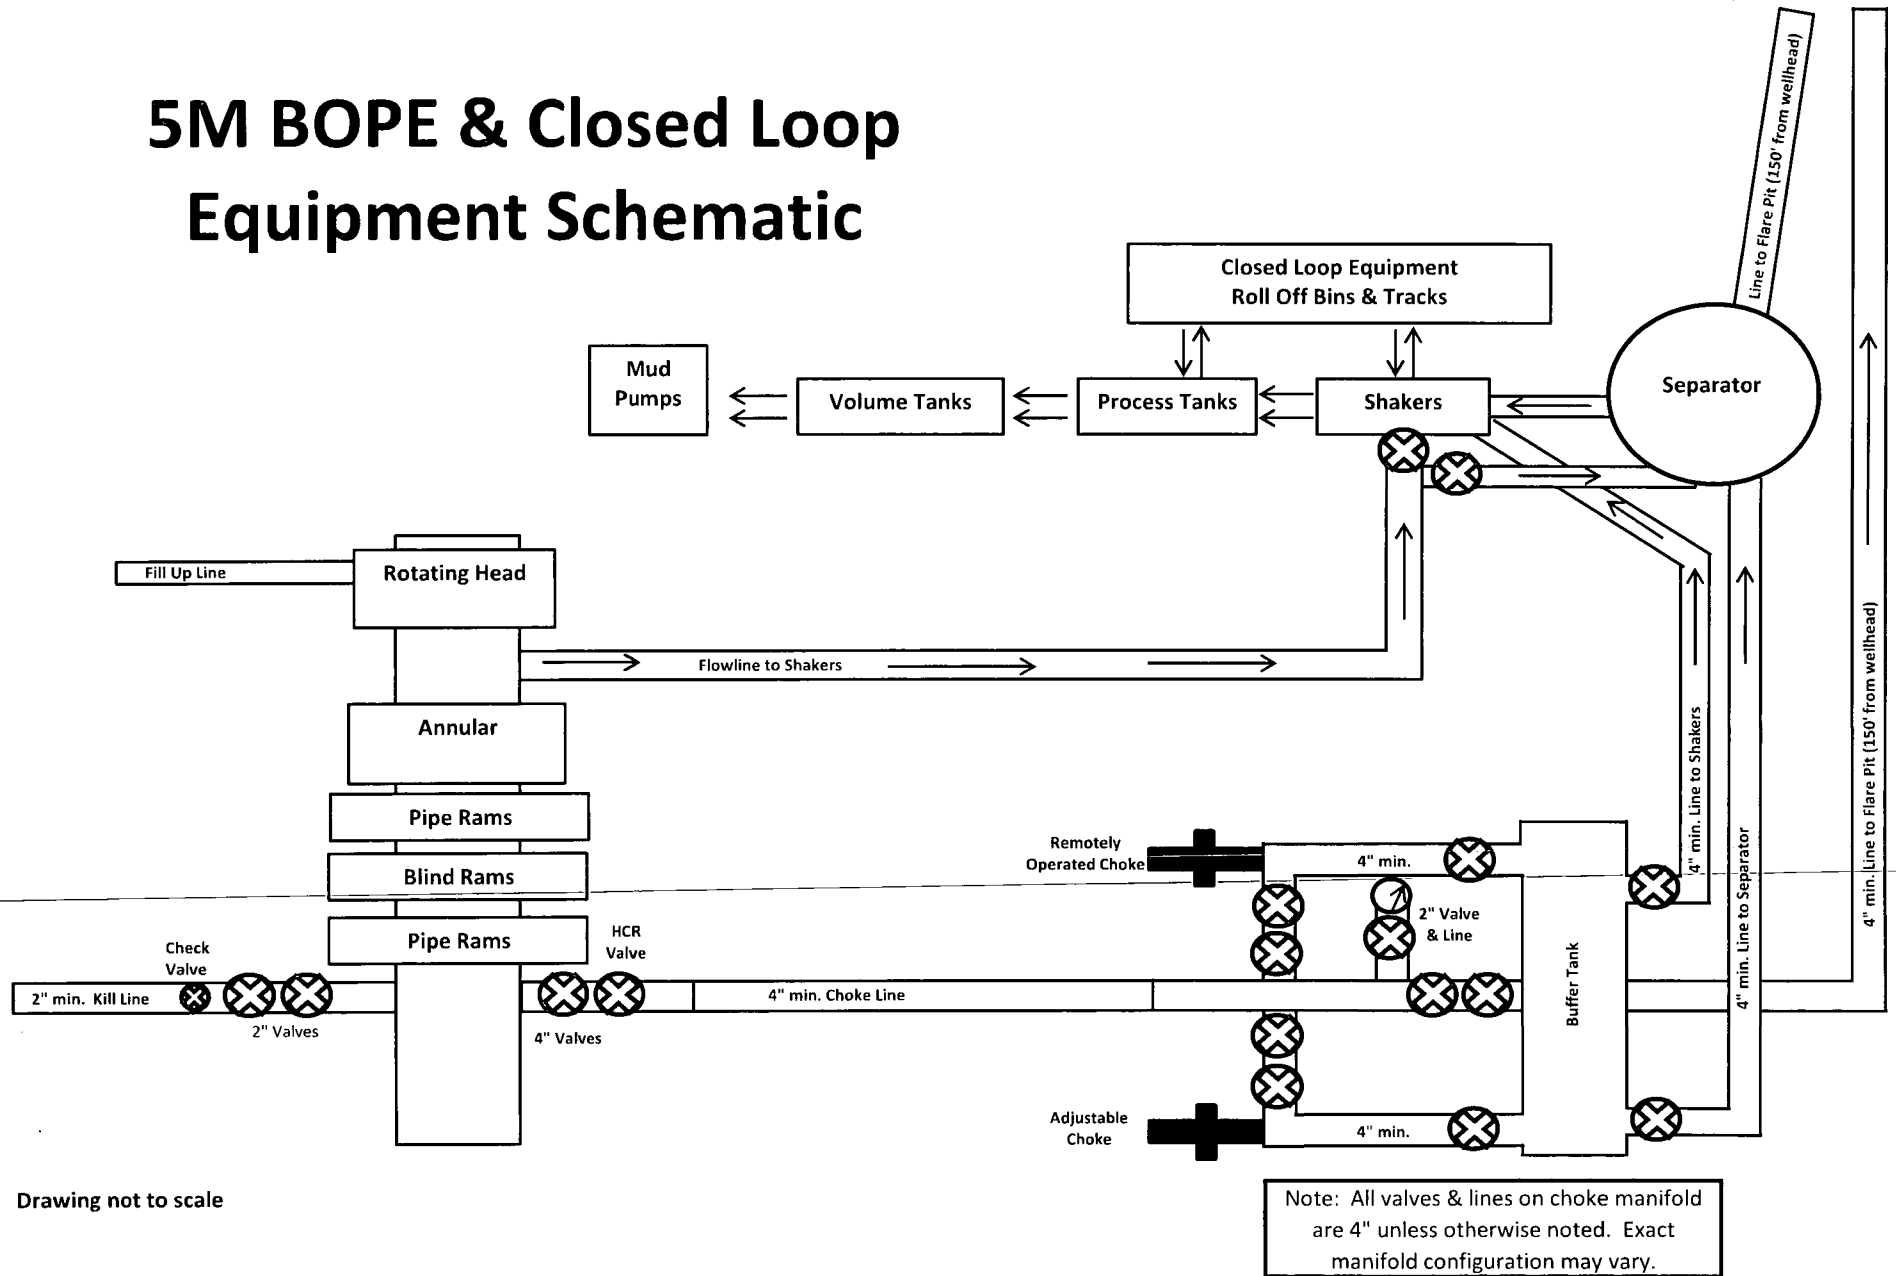 5M BOPE & Closed Loop
Equipment Schematic
Line to Flare Pit (150' from wellhead)
Closed Loop Equipment
Roll Off Bins & Tracks
Mud
Pumps
Volume Tanks
Process Tanks
Shakers
Separator
Fill Up Line
Rotating Head
Flowline to Shakers
Annular
Pipe Rams
Blind Rams
Pipe Rams
Check
Valve
HCR
Valve
2" min. Kill Line
2" Valves
4" Valves
4" min. Choke Line
Remotely
Operated Choke
4" min.
2" Valve
& Line
Buffer Tank
4" min. Line to Shakers
4" min. Line to Separator
4" min. Line to Flare Pit (150' from wellhead)
Adjustable
Choke
4" min.
Drawing not to scale
Note: All valves & lines on choke manifold
are 4" unless otherwise noted. Exact
manifold configuration may vary.